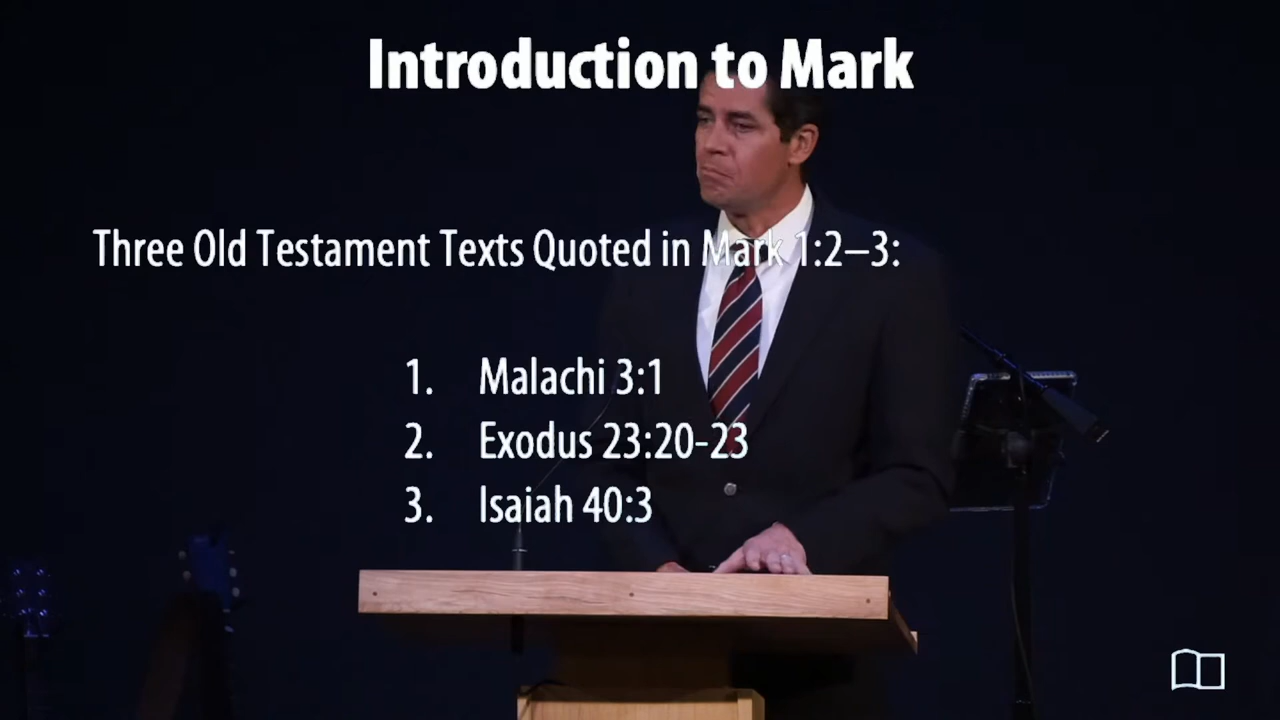 Introduction to Mark
Three Old Testament Texts Quoted in Mark 1:2–3:
1. Malachi 3:1
2. Exodus 23:20-23
3. Isaiah 40:3